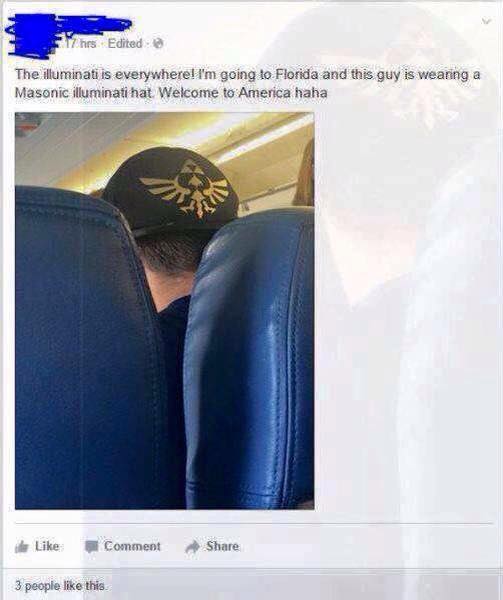 17 hrs · Edited ·
The illuminati is everywhere! I'm going to Florida and this guy is wearing a
Masonic illuminati hat. Welcome to America haha
Like Comment Share
3 people like this.